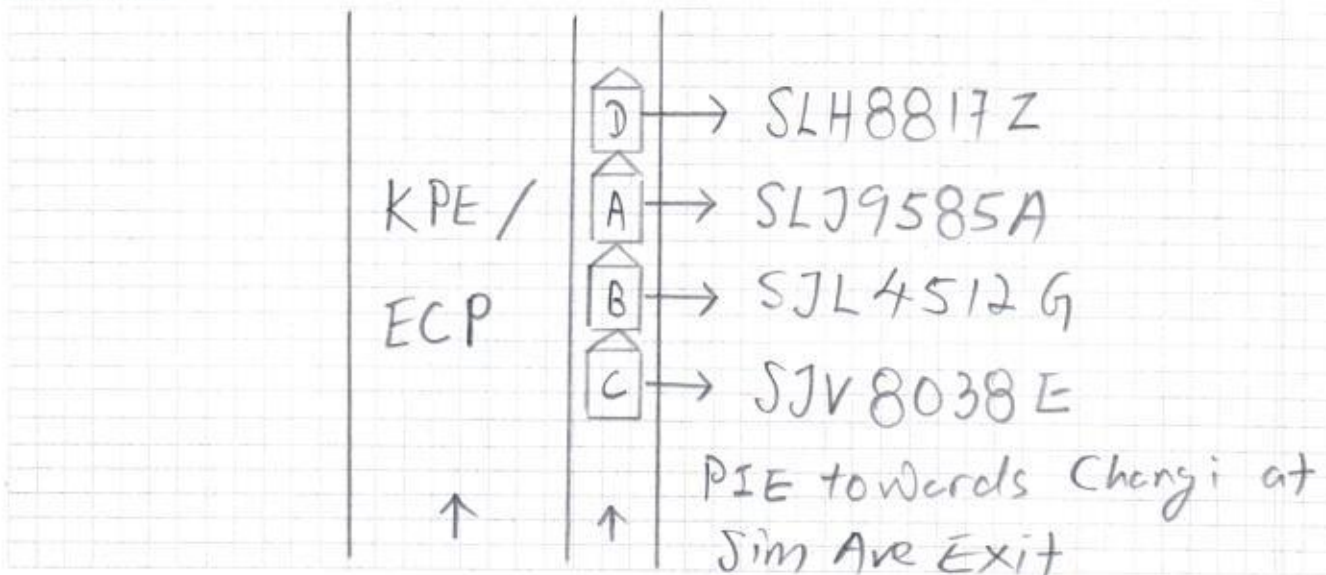 D → SLH8817Z
KPE / A → SLJ9585A
ECP B → SJL4512G
C → SJV8038E
PIE towards Changi at
Sim Ave Exit